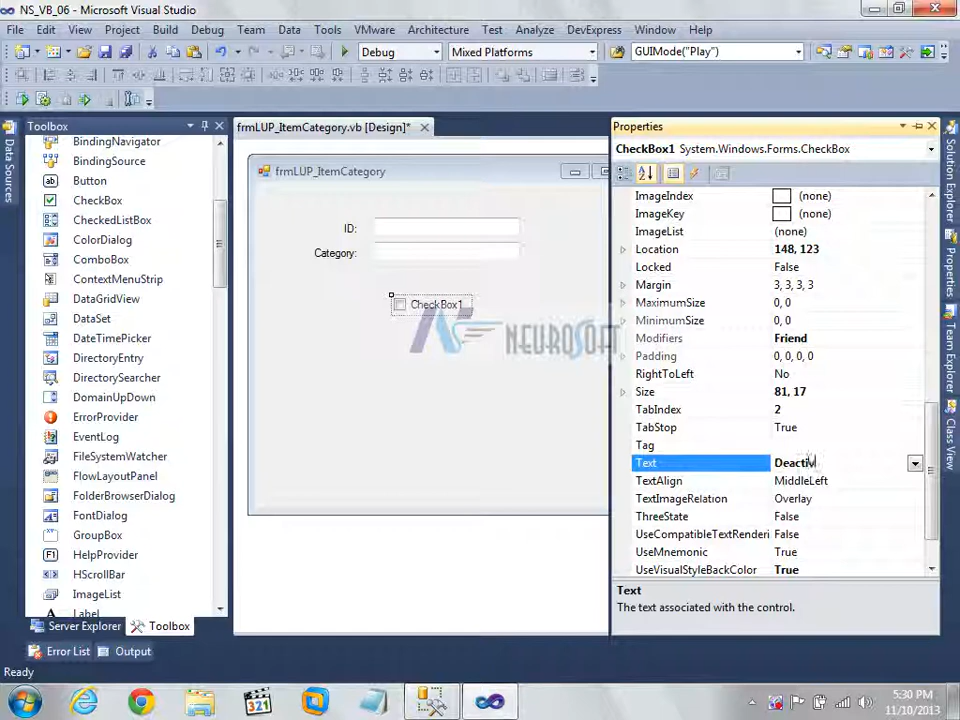 NS_VB_06 - Microsoft Visual Studio
File Edit View Project Build Debug Team Data Tools VMware Architecture Test Analyze DevExpress Window Help
Debug Mixed Platforms GUIMode("Play")
Toolbox
frmLUP_ItemCategory.vb [Design]*
Properties
Data Sources
BindingNavigator
BindingSource
Button
CheckBox
CheckedListBox
ColorDialog
ComboBox
ContextMenuStrip
DataGridView
DataSet
DateTimePicker
DirectoryEntry
DirectorySearcher
DomainUpDown
ErrorProvider
EventLog
FileSystemWatcher
FlowLayoutPanel
FolderBrowserDialog
FontDialog
GroupBox
HelpProvider
HScrollBar
ImageList
Label
Server Explorer Toolbox
frmLUP_ItemCategory
ID:
Category:
CheckBox1
NEUROSOFT
CheckBox1 System.Windows.Forms.CheckBox
ImageIndex (none)
ImageKey (none)
ImageList (none)
Location 148, 123
Locked False
Margin 3, 3, 3, 3
MaximumSize 0, 0
MinimumSize 0, 0
Modifiers Friend
Padding 0, 0, 0, 0
RightToLeft No
Size 81, 17
TabIndex 2
TabStop True
Tag
Text Deactiv
TextAlign MiddleLeft
TextImageRelation Overlay
ThreeState False
UseCompatibleTextRenderi False
UseMnemonic True
UseVisualStyleBackColor True
Text
The text associated with the control.
Solution Explorer
Properties
Team Explorer
Class View
Error List Output
Ready
321
5:30 PM
11/10/2013